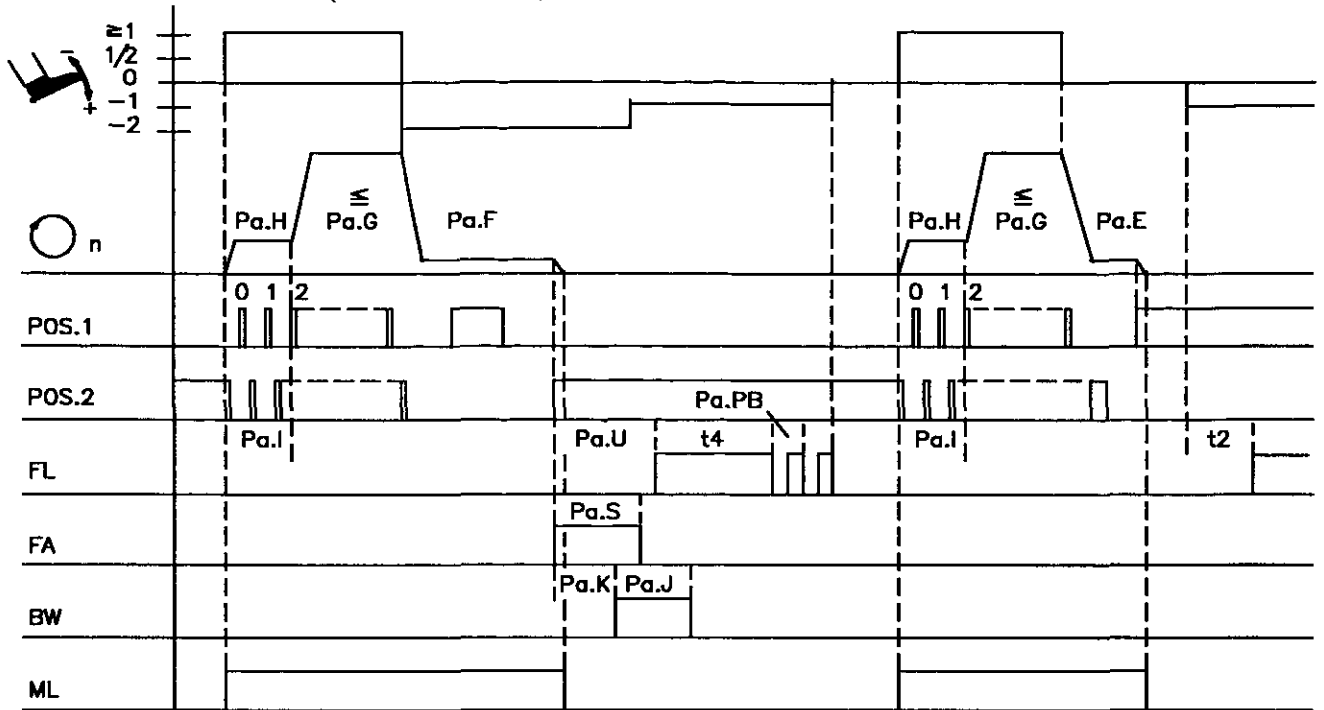 ≧1
1/2
0
−
−1
+
−2
≦
≦
Pa.H Pa.G Pa.F Pa.H Pa.G Pa.E
n
0 1 2 0 1 2
POS.1
POS.2
Pa.PB
Pa.I Pa.U t4 Pa.I t2
FL
Pa.S
FA
Pa.K Pa.J
BW
ML